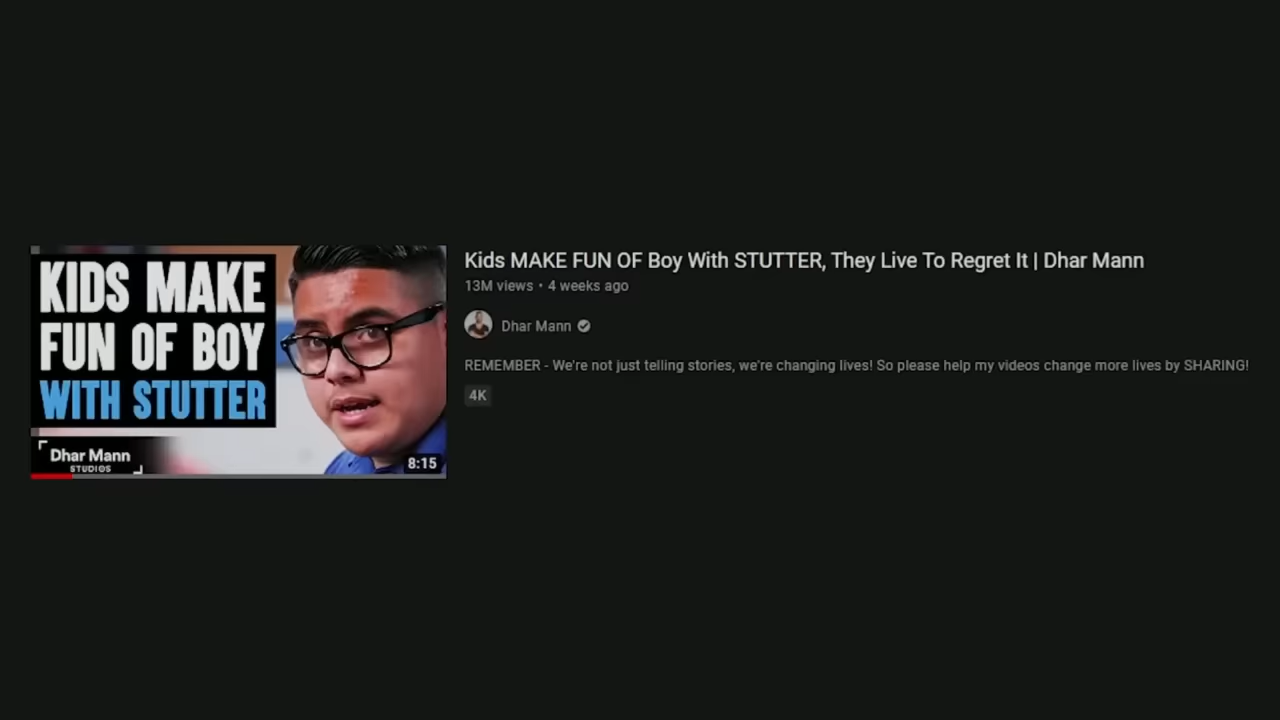 KIDS MAKE
FUN OF BOY
WITH STUTTER
Dhar Mann
STUDIOS
8:15
Kids MAKE FUN OF Boy With STUTTER, They Live To Regret It | Dhar Mann
13M views • 4 weeks ago
Dhar Mann
REMEMBER - We're not just telling stories, we're changing lives! So please help my videos change more lives by SHARING!
4K